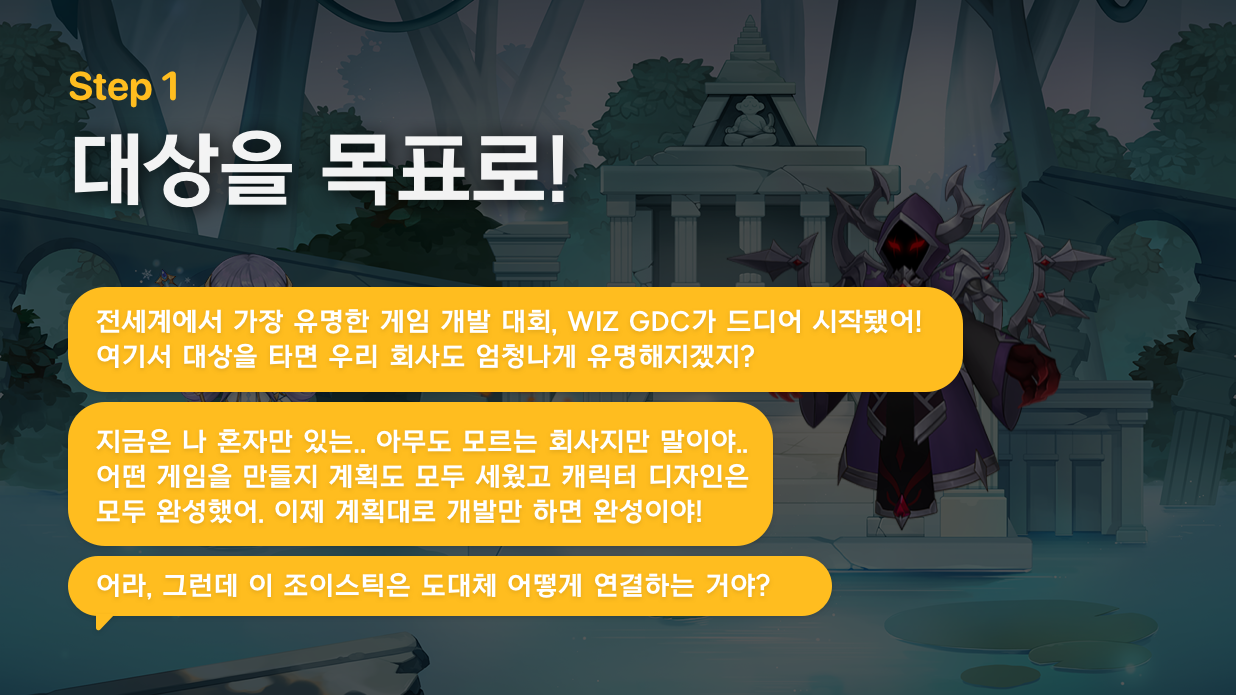 Step 1
대상을 목표로!
전세계에서 가장 유명한 게임 개발 대회, WIZ GDC가 드디어 시작됐어!
여기서 대상을 타면 우리 회사도 엄청나게 유명해지겠지?
지금은 나 혼자만 있는.. 아무도 모르는 회사지만 말이야..
어떤 게임을 만들지 계획도 모두 세웠고 캐릭터 디자인은
모두 완성했어. 이제 계획대로 개발만 하면 완성이야!
어라, 그런데 이 조이스틱은 도대체 어떻게 연결하는 거야?